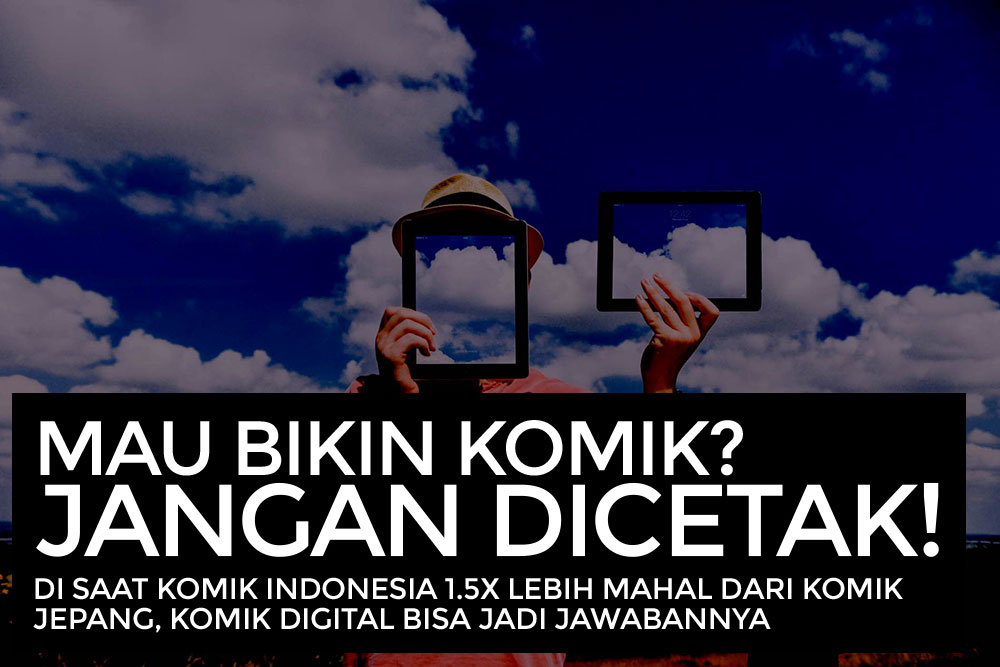 MAU BIKIN KOMIK?
JANGAN DICETAK!
DI SAAT KOMIK INDONESIA 1.5X LEBIH MAHAL DARI KOMIK
JEPANG, KOMIK DIGITAL BISA JADI JAWABANNYA